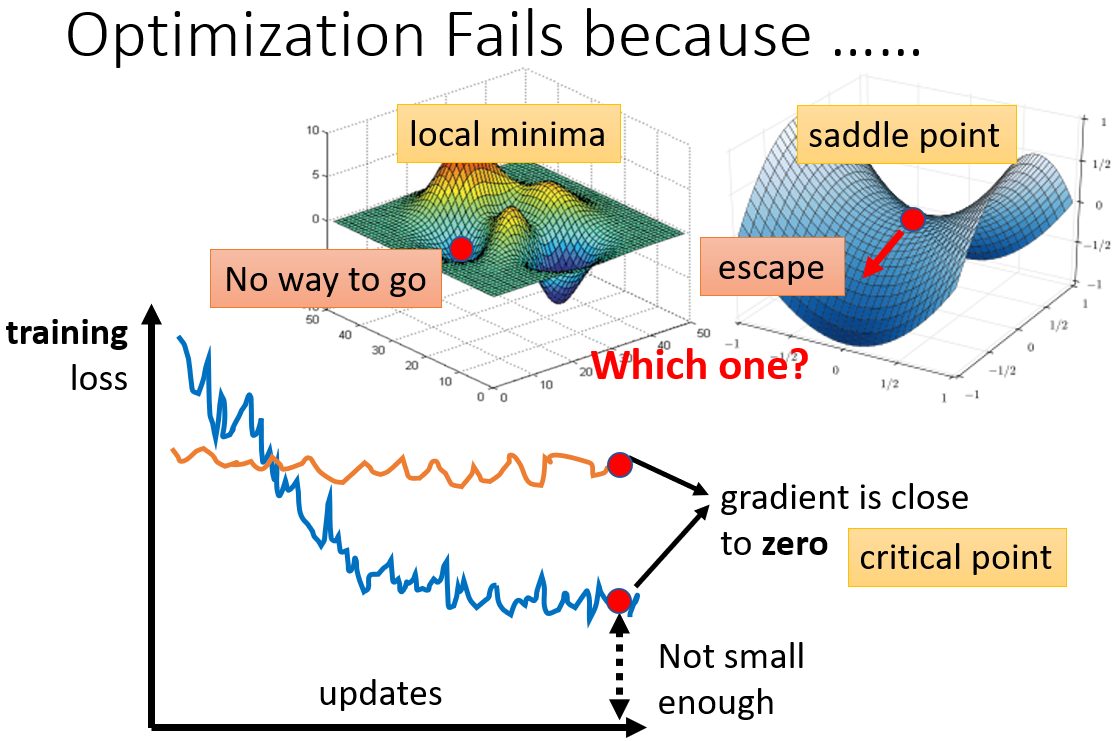 Optimization Fails because ……
local minima
saddle point
No way to go
escape
10
5
0
50
40
30
20
10
0
0
10
20
30
40
50
1
1/2
0
−1/2
−1
−1
−1/2
0
1/2
1
−1
−1/2
0
1/2
1
Which one?
training
loss
gradient is close
to zero
critical point
Not small
enough
updates